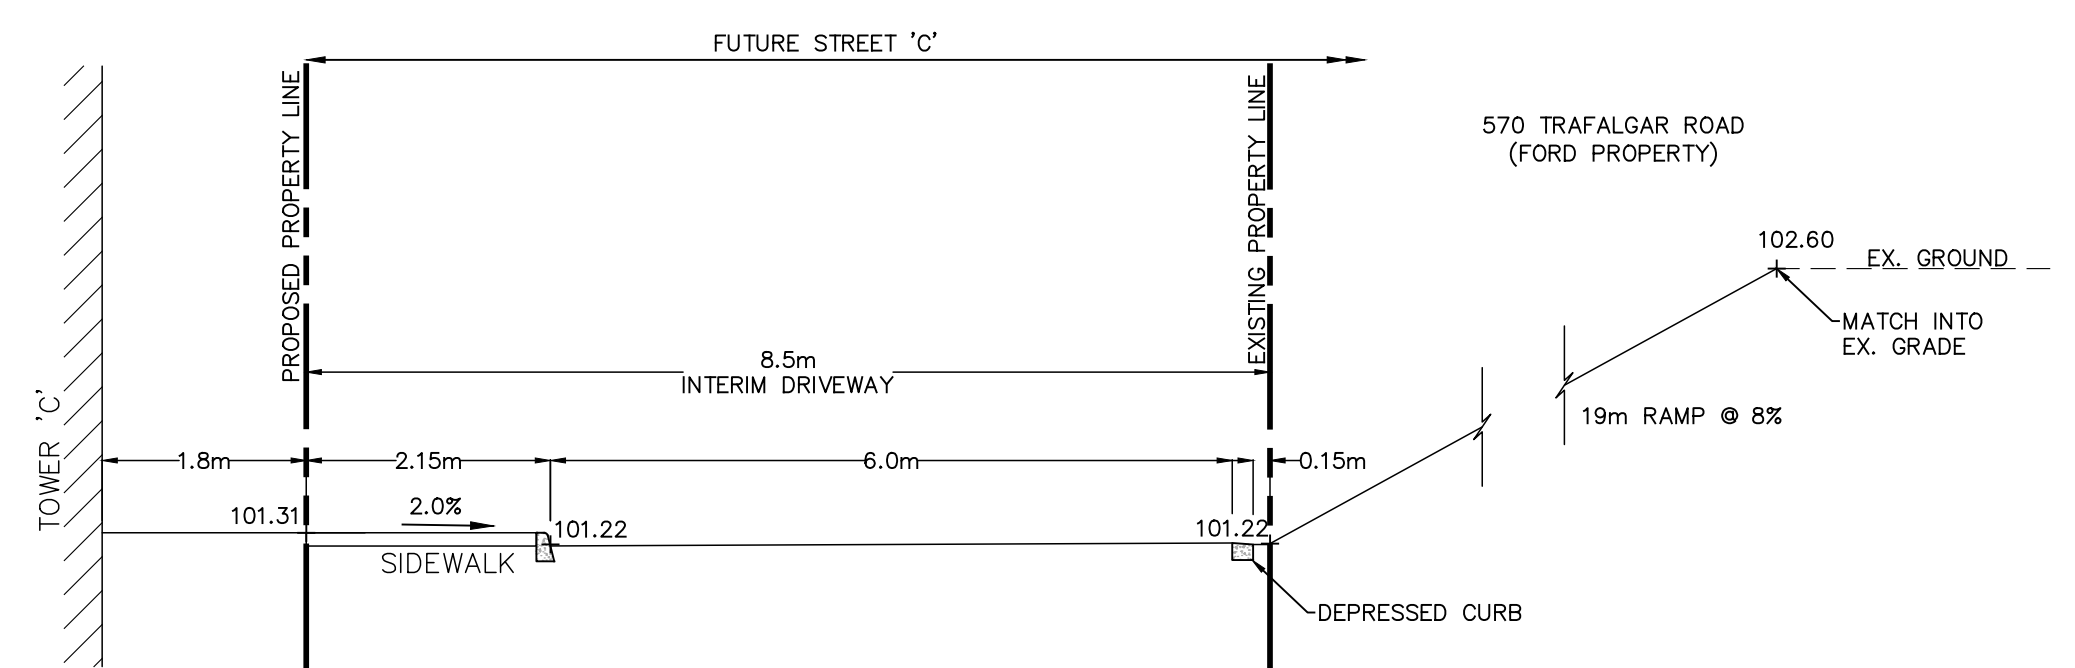 FUTURE STREET 'C'
PROPOSED PROPERTY LINE
EXISTING PROPERTY LINE
570 TRAFALGAR ROAD
(FORD PROPERTY)
102.60
EX. GROUND
MATCH INTO
EX. GRADE
8.5m
INTERIM DRIVEWAY
19m RAMP @ 8%
TOWER 'C'
1.8m
2.15m
6.0m
0.15m
101.31
2.0%
101.22
101.22
SIDEWALK
DEPRESSED CURB